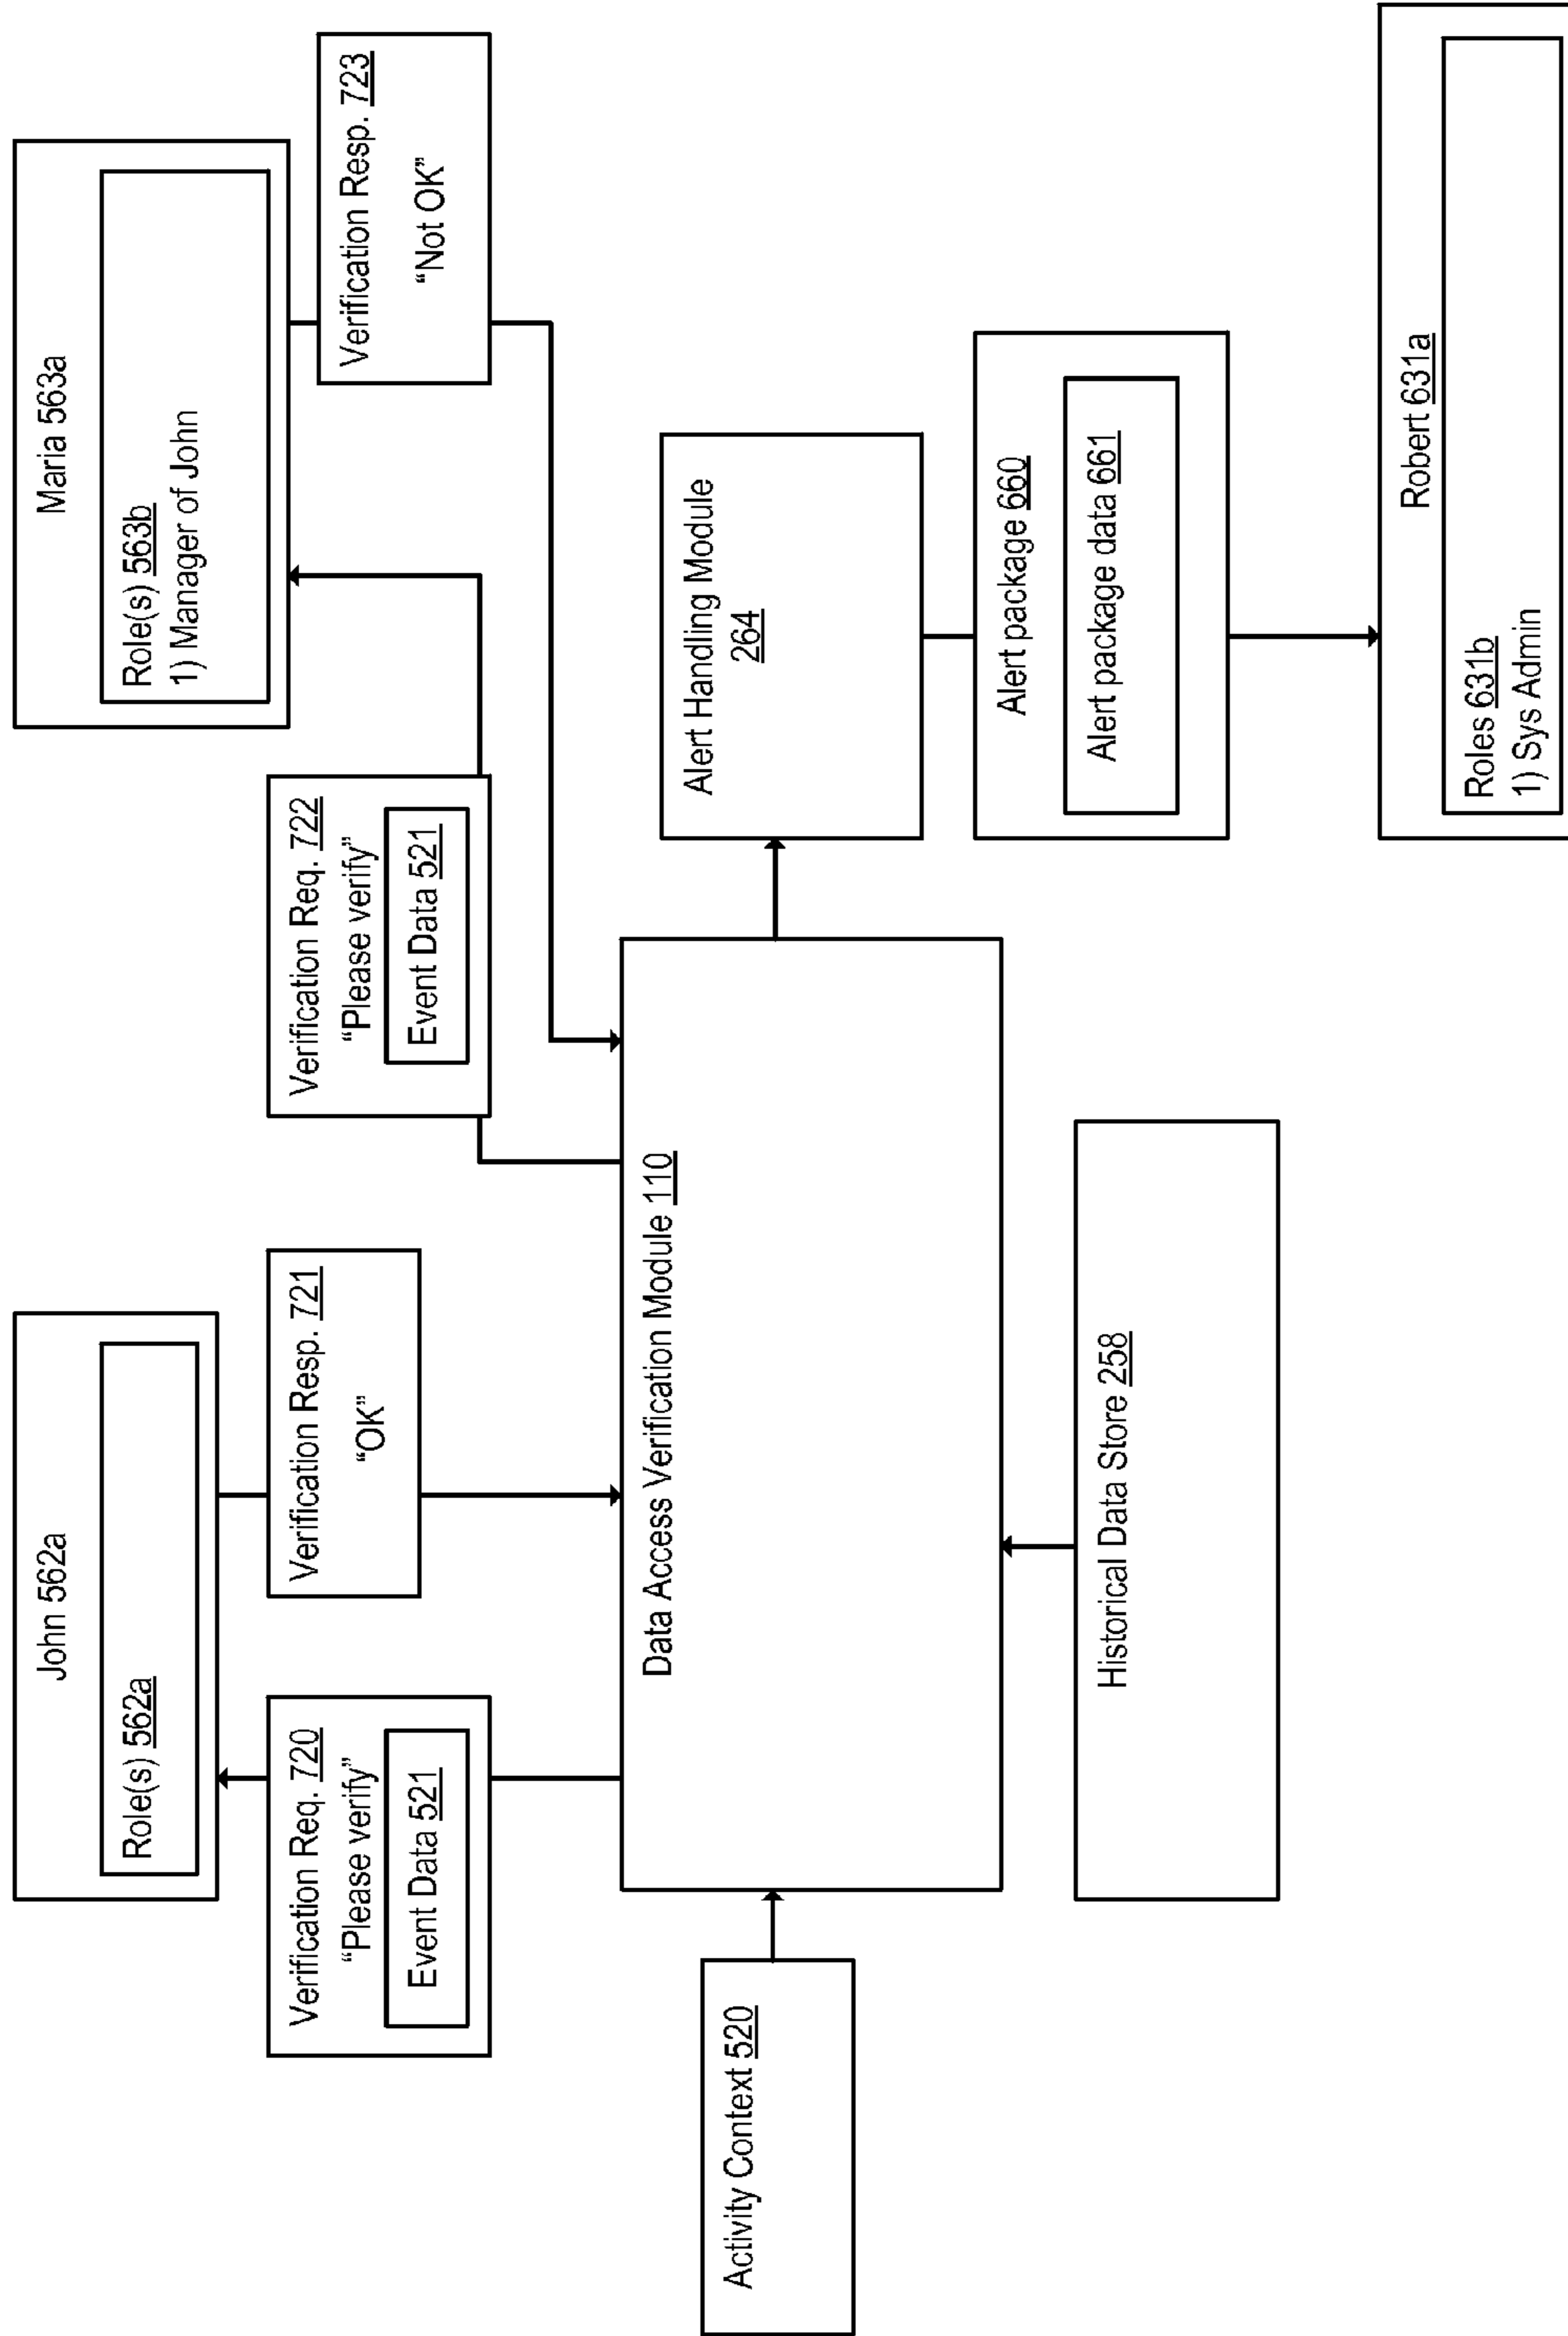 John 562a
Role(s) 562a
Maria 563a
Role(s) 563b
1) Manager of John
Verification Req. 720
“Please verify”
Event Data 521
Verification Resp. 721
“OK”
Verification Req. 722
“Please verify”
Event Data 521
Verification Resp. 723
“Not OK”
Activity Context 520
Data Access Verification Module 110
Alert Handling Module
264
Historical Data Store 258
Alert package 660
Alert package data 661
Robert 631a
Roles 631b
1) Sys Admin